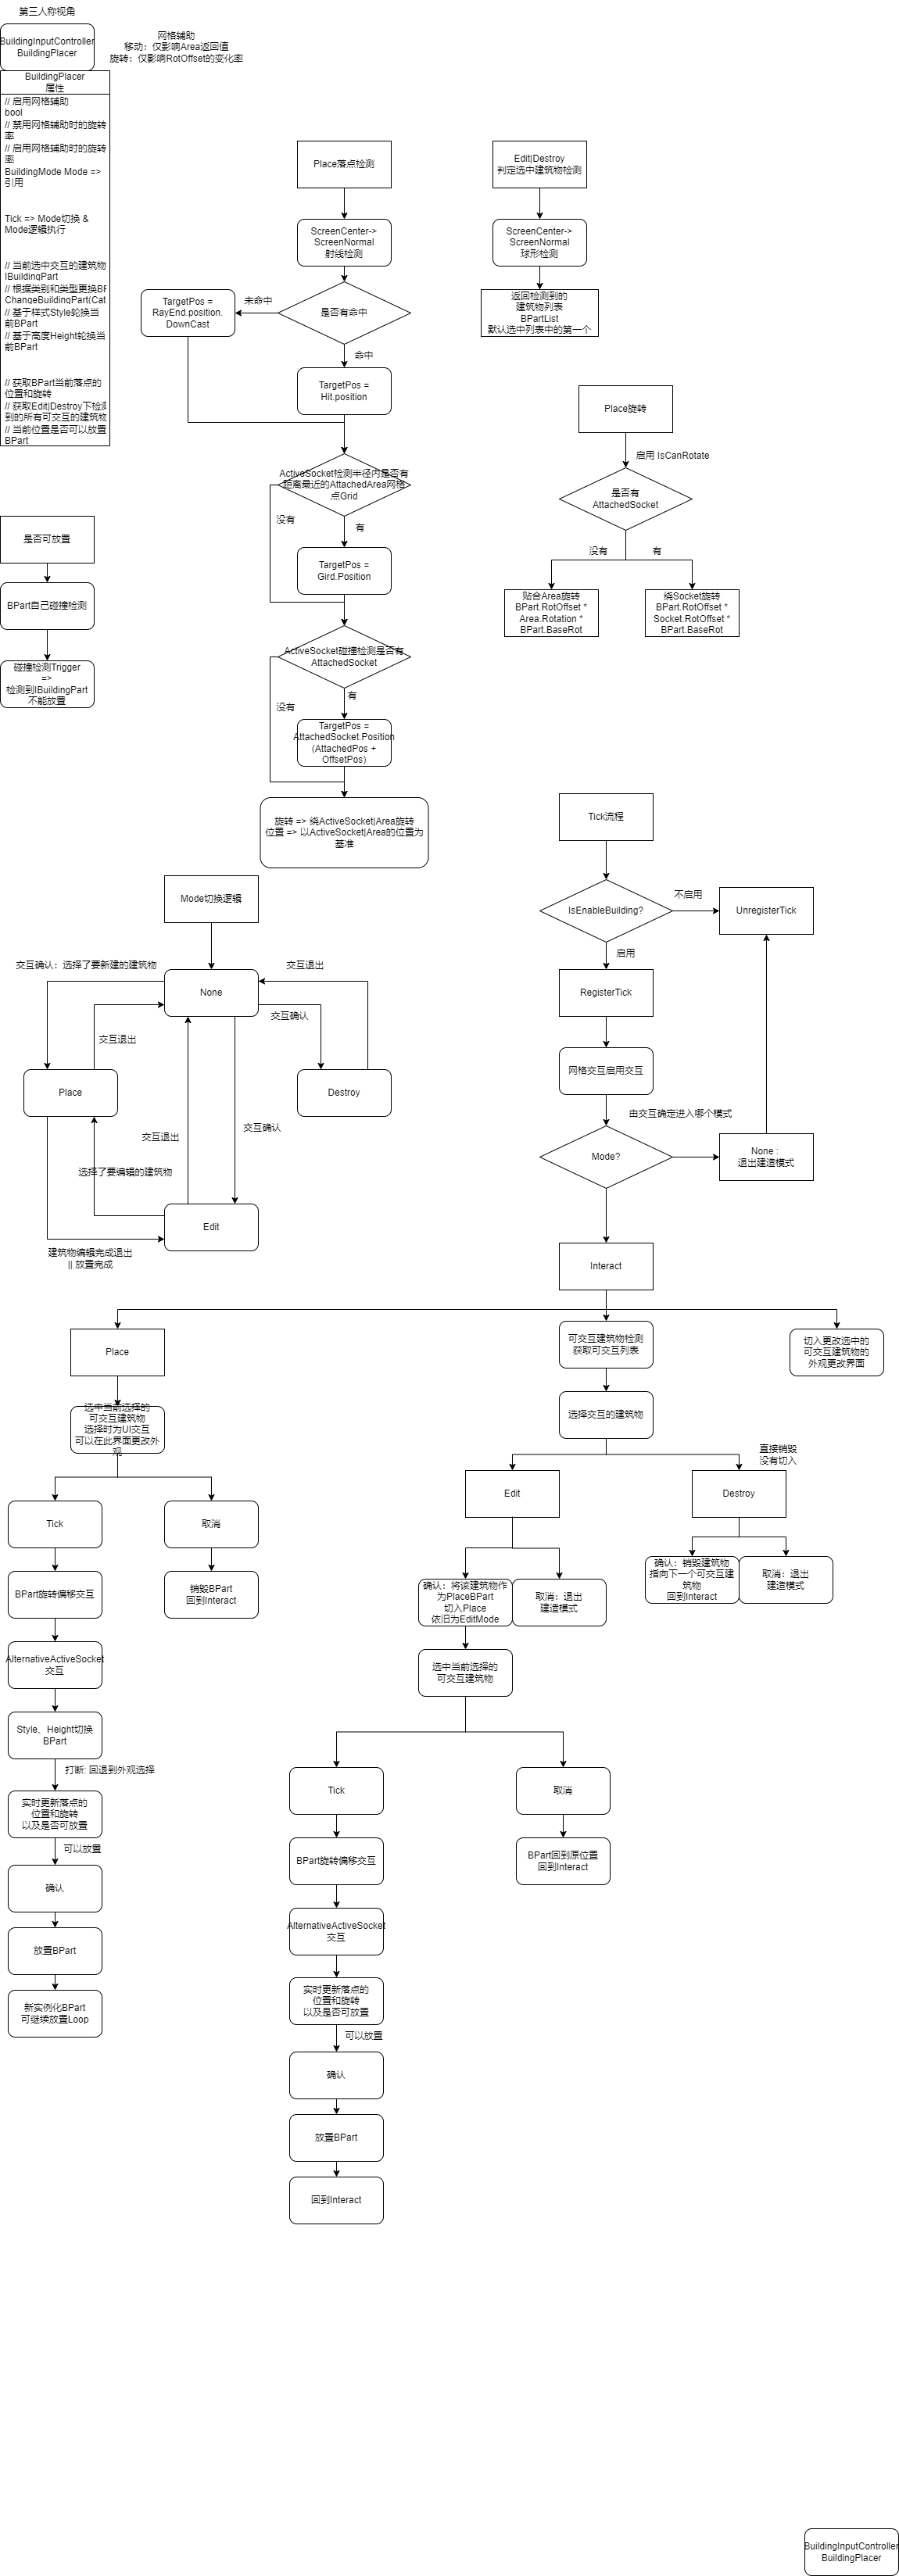 第三人称视角
BuildingInputController
BuildingPlacer
网格辅助
移动：仅影响Area返回值
旋转：仅影响RotOffset的变化率
BuildingPlacer
属性
// 启用网格辅助
bool
// 禁用网格辅助时的旋转
率
// 启用网格辅助时的旋转
率
BuildingMode Mode =>
引用
Tick => Mode切换 &
Mode逻辑执行
// 当前选中交互的建筑物
IBuildingPart
// 根据类别和类型更换BF
ChangeBuildingPart(Cat
// 基于样式Style轮换当
前BPart
// 基于高度Height轮换当
前BPart
// 获取BPart当前落点的
位置和旋转
// 获取Edit|Destroy下检测
到的所有可交互的建筑物
// 当前位置是否可以放置
BPart
Place落点检测
ScreenCenter->
ScreenNormal
射线检测
是否有命中
未命中
TargetPos =
RayEnd.position.
DownCast
命中
TargetPos =
Hit.position
ActiveSocket检测半径内是否有
距离最近的AttachedArea网格
点Grid
没有
有
TargetPos =
Gird.Position
ActiveSocket碰撞检测是否有
AttachedSocket
有
没有
TargetPos =
AttachedSocket.Position
(AttachedPos +
OffsetPos)
旋转 => 绕ActiveSocket|Area旋转
位置 => 以ActiveSocket|Area的位置为
基准
Edit|Destroy
判定选中建筑物检测
ScreenCenter->
ScreenNormal
球形检测
返回检测到的
建筑物列表
BPartList
默认选中列表中的第一个
Place旋转
启用 IsCanRotate
是否有
AttachedSocket
没有
有
贴合Area旋转
BPart.RotOffset *
Area.Rotation *
BPart.BaseRot
绕Socket旋转
BPart.RotOffset *
Socket.RotOffset *
BPart.BaseRot
是否可放置
BPart自己碰撞检测
碰撞检测Trigger
=>
检测到IBuildingPart
不能放置
Mode切换逻辑
交互确认：选择了要新建的建筑物
None
交互退出
交互确认
交互退出
Place
Destroy
交互退出
交互确认
选择了要编辑的建筑物
Edit
建筑物编辑完成退出
|| 放置完成
Tick流程
IsEnableBuilding?
不启用
UnregisterTick
启用
RegisterTick
网格交互启用交互
由交互确定进入哪个模式
Mode?
None :
退出建造模式
Interact
Place
选中当前选择的
可交互建筑物
选择时为UI交互
可以在此界面更改外
观
可交互建筑物检测
获取可交互列表
切入更改选中的
可交互建筑物的
外观更改界面
选择交互的建筑物
直接销毁
没有切入
Edit
Destroy
确认：将该建筑物作
为PlaceBPart
切入Place
依旧为EditMode
取消：退出
建造模式
确认：销毁建筑物
指向下一个可交互建
筑物
回到Interact
取消：退出
建造模式
Tick
取消
BPart旋转偏移交互
销毁BPart
回到Interact
AlternativeActiveSocket
交互
Style、Height切换
BPart
打断: 回退到外观选择
实时更新落点的
位置和旋转
以及是否可放置
可以放置
确认
放置BPart
新实例化BPart
可继续放置Loop
选中当前选择的
可交互建筑物
Tick
取消
BPart旋转偏移交互
BPart回到原位置
回到Interact
AlternativeActiveSocket
交互
实时更新落点的
位置和旋转
以及是否可放置
可以放置
确认
放置BPart
回到Interact
BuildingInputController
BuildingPlacer